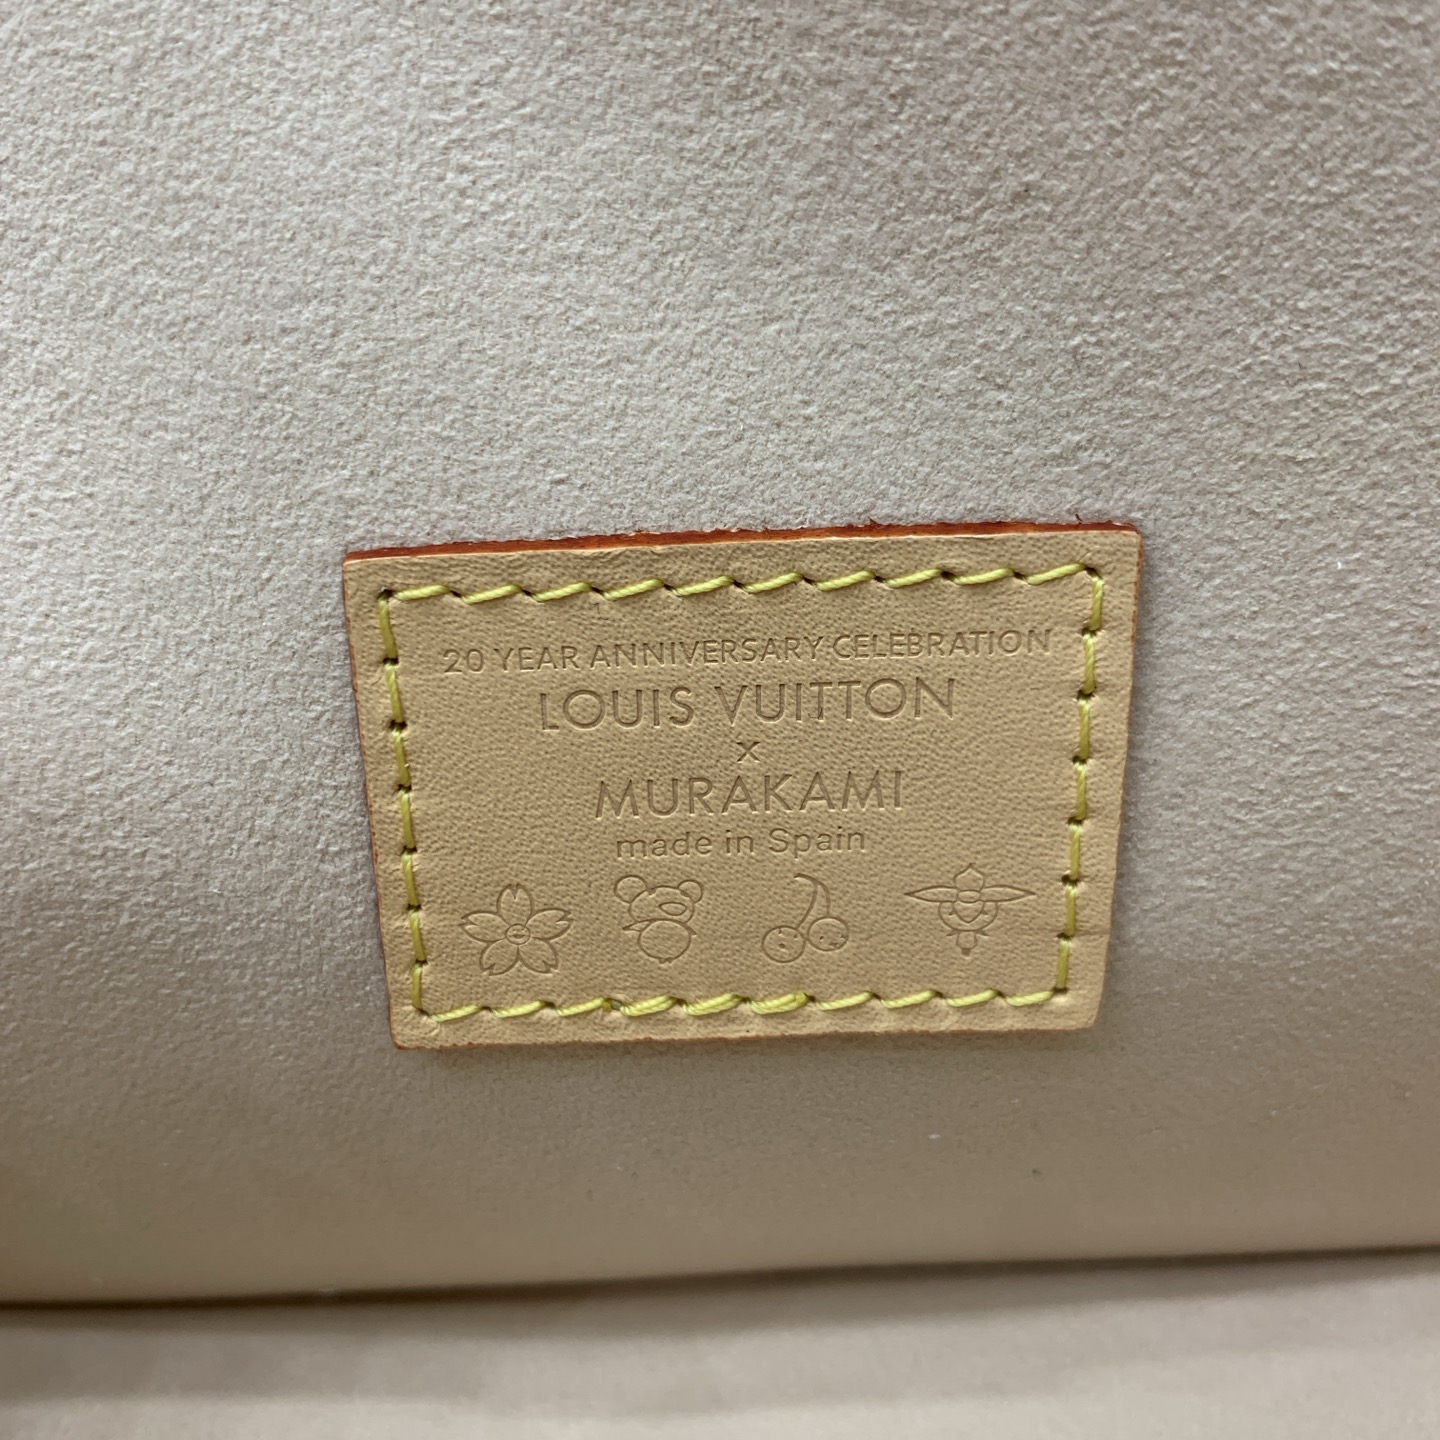 20 YEAR ANNIVERSARY CELEBRATION
LOUIS VUITTON
x
MURAKAMI
made in Spain